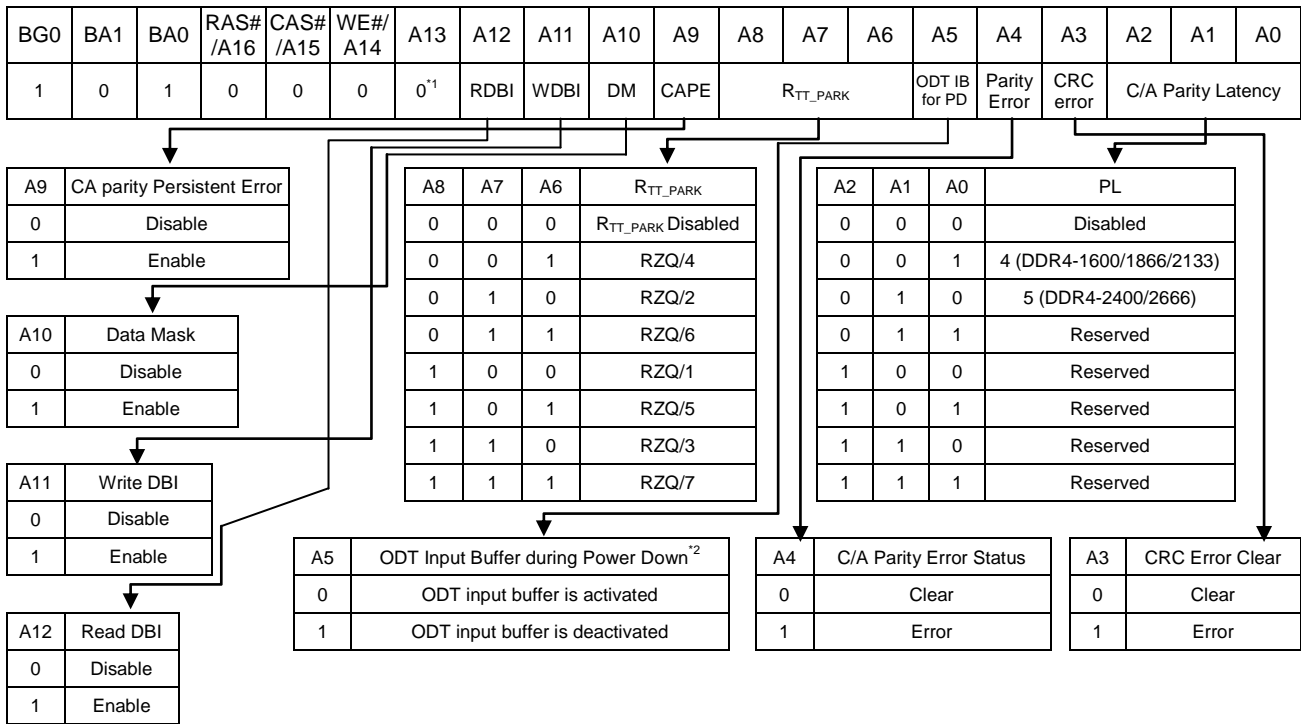 BG0 BA1 BA0 RAS# /A16 CAS# /A15 WE#/ A14 A13 A12 A11 A10 A9 A8 A7 A6 A5 A4 A3 A2 A1 A0
1 0 1 0 0 0 0*1 RDBI WDBI DM CAPE RTT_PARK ODT IB for PD Parity Error CRC error C/A Parity Latency
A9 CA parity Persistent Error
0 Disable
1 Enable
A10 Data Mask
0 Disable
1 Enable
A11 Write DBI
0 Disable
1 Enable
A12 Read DBI
0 Disable
1 Enable
A8 A7 A6 RTT_PARK
0 0 0 RTT_PARK Disabled
0 0 1 RZQ/4
0 1 0 RZQ/2
0 1 1 RZQ/6
1 0 0 RZQ/1
1 0 1 RZQ/5
1 1 0 RZQ/3
1 1 1 RZQ/7
A2 A1 A0 PL
0 0 0 Disabled
0 0 1 4 (DDR4-1600/1866/2133)
0 1 0 5 (DDR4-2400/2666)
0 1 1 Reserved
1 0 0 Reserved
1 0 1 Reserved
1 1 0 Reserved
1 1 1 Reserved
A5 ODT Input Buffer during Power Down*2
0 ODT input buffer is activated
1 ODT input buffer is deactivated
A4 C/A Parity Error Status
0 Clear
1 Error
A3 CRC Error Clear
0 Clear
1 Error